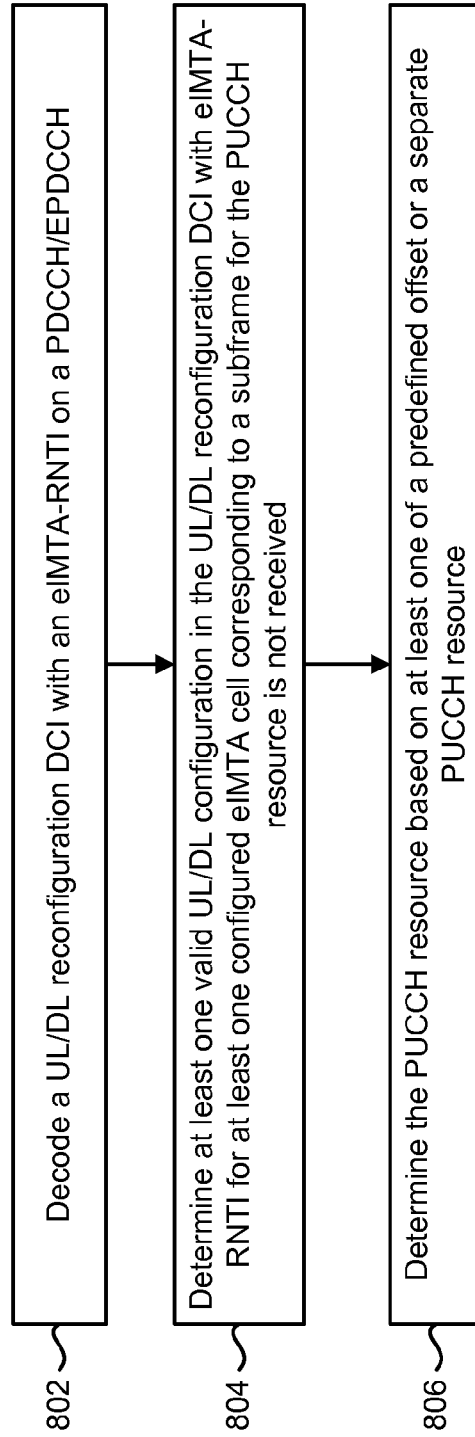 802
Decode a UL/DL reconfiguration DCI with an eIMTA-RNTI on a PDCCH/EPDCCH
804
Determine at least one valid UL/DL configuration in the UL/DL reconfiguration DCI with eIMTA-
RNTI for at least one configured eIMTA cell corresponding to a subframe for the PUCCH
resource is not received
806
Determine the PUCCH resource based on at least one of a predefined offset or a separate
PUCCH resource